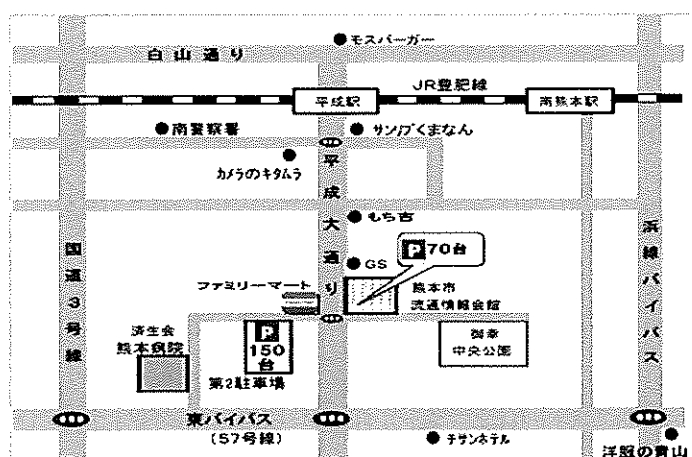 モスバーガー
白山通り
JR豊肥線
平成駅
南熊本駅
南警察署
サンリブくまなん
カメラのキタムラ
平成大通り
もち吉
国道3号線
浜線バイパス
P70台
GS
ファミリーマート
熊本市
流通情報会館
済生会
熊本病院
P
150
台
第2駐車場
御幸
中央公園
東バイパス
(57号線)
チサンホテル
洋服の青山